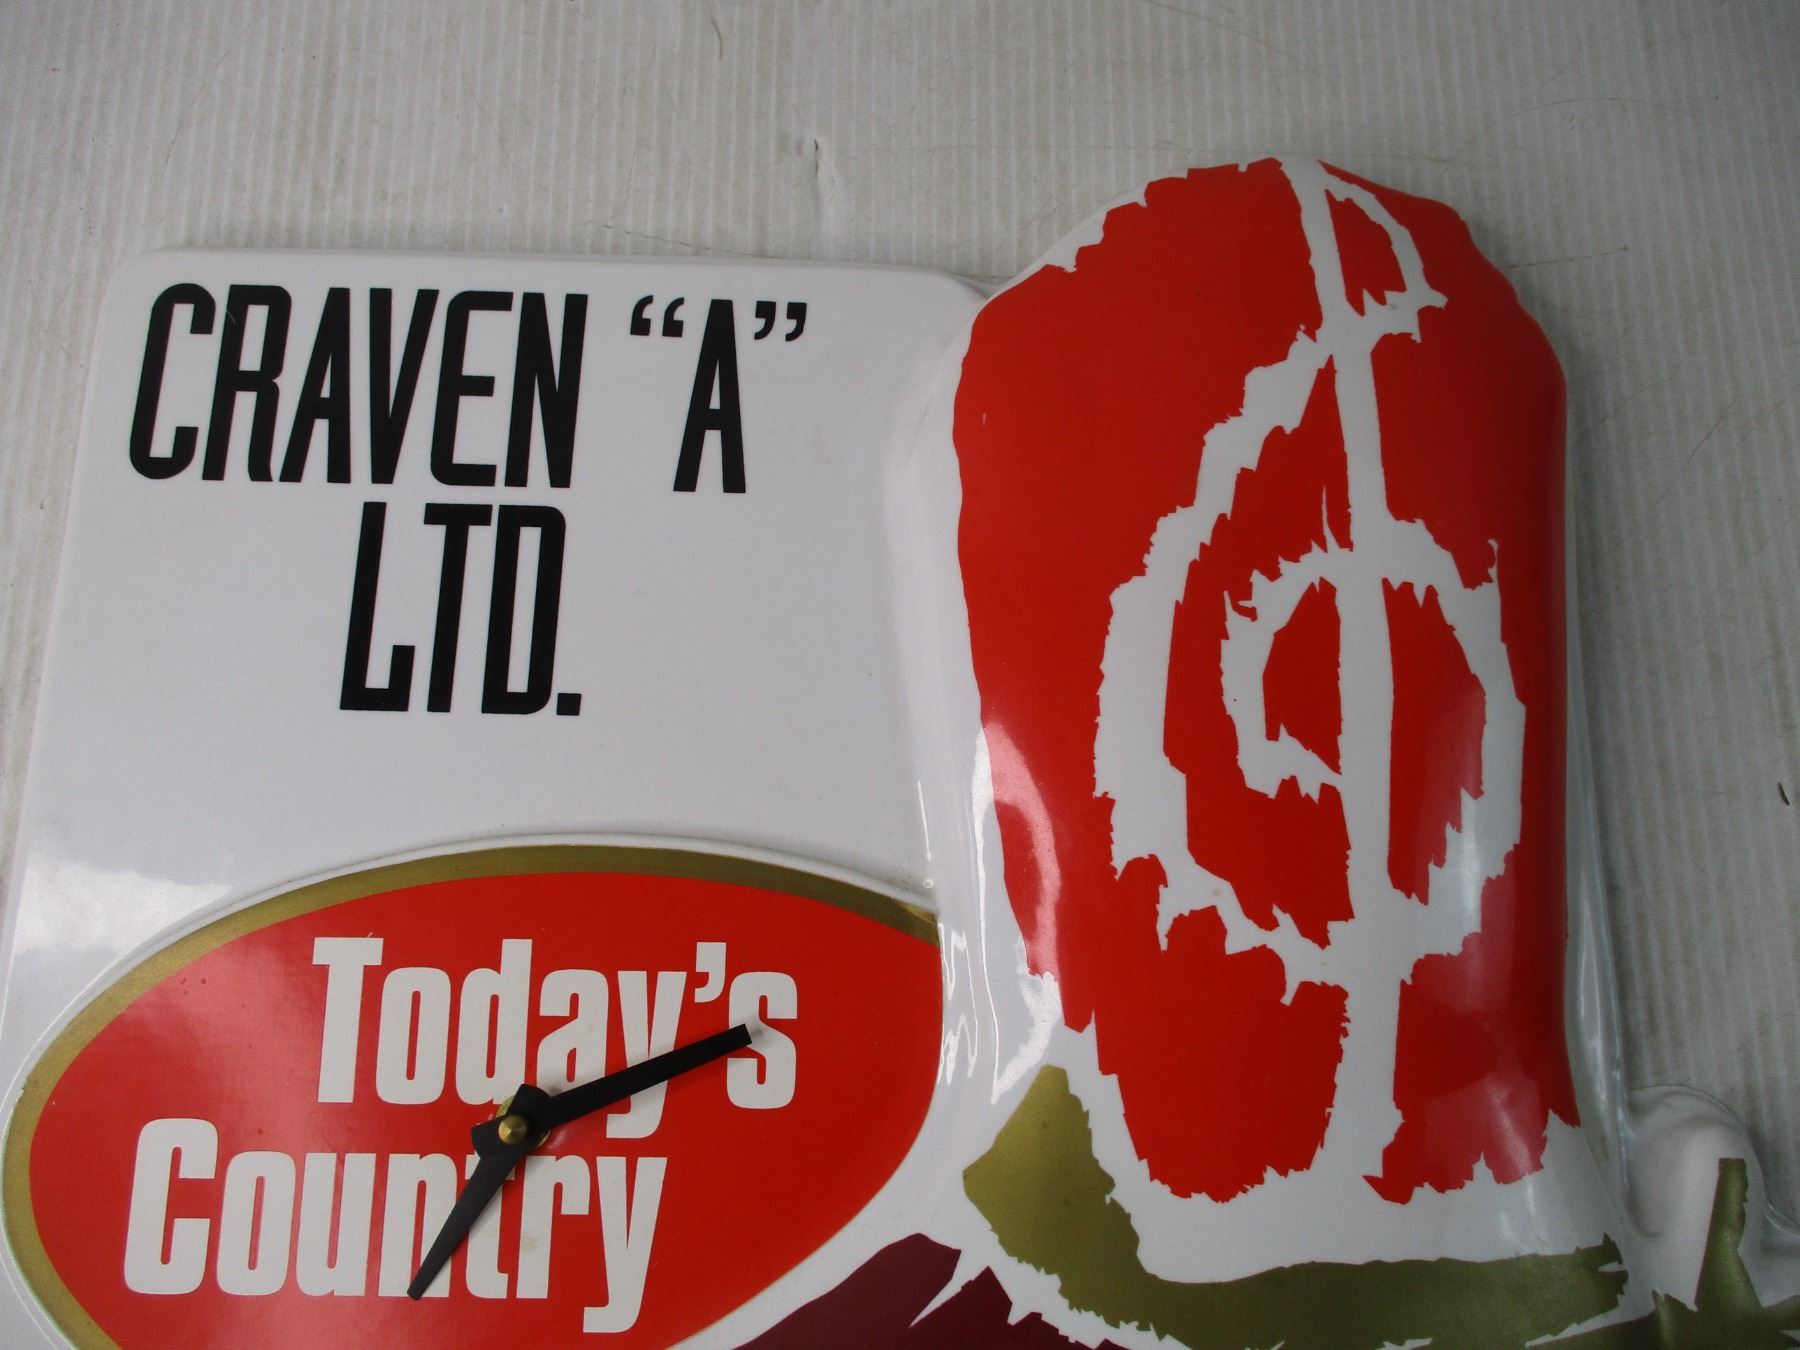 CRAVEN “A”
LTD.
Today’s
Country